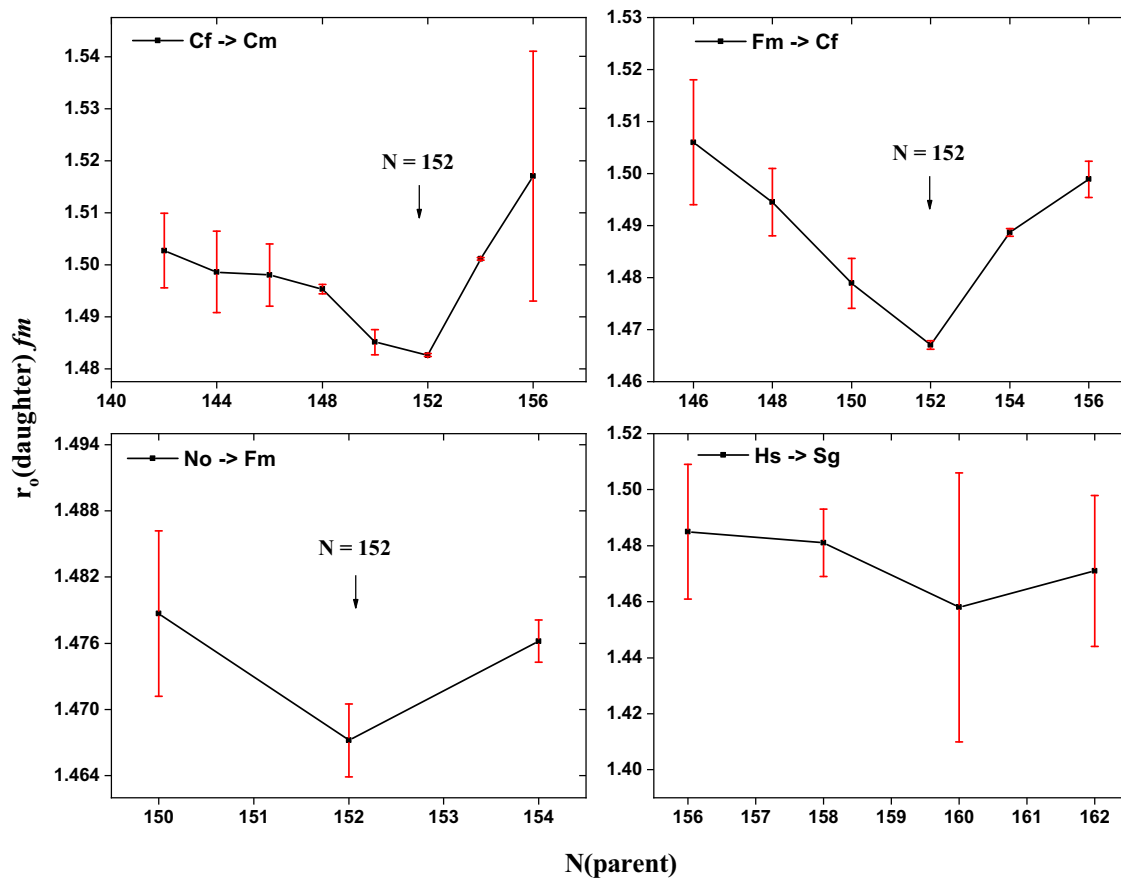 r₀(daughter) fm
Cf -> Cm
N = 152
1.54
1.53
1.52
1.51
1.50
1.49
1.48
140 144 148 152 156
Fm -> Cf
N = 152
1.53
1.52
1.51
1.50
1.49
1.48
1.47
1.46
146 148 150 152 154 156
No -> Fm
N = 152
1.494
1.488
1.482
1.476
1.470
1.464
150 151 152 153 154
Hs -> Sg
1.52
1.50
1.48
1.46
1.44
1.42
1.40
156 157 158 159 160 161 162
N(parent)